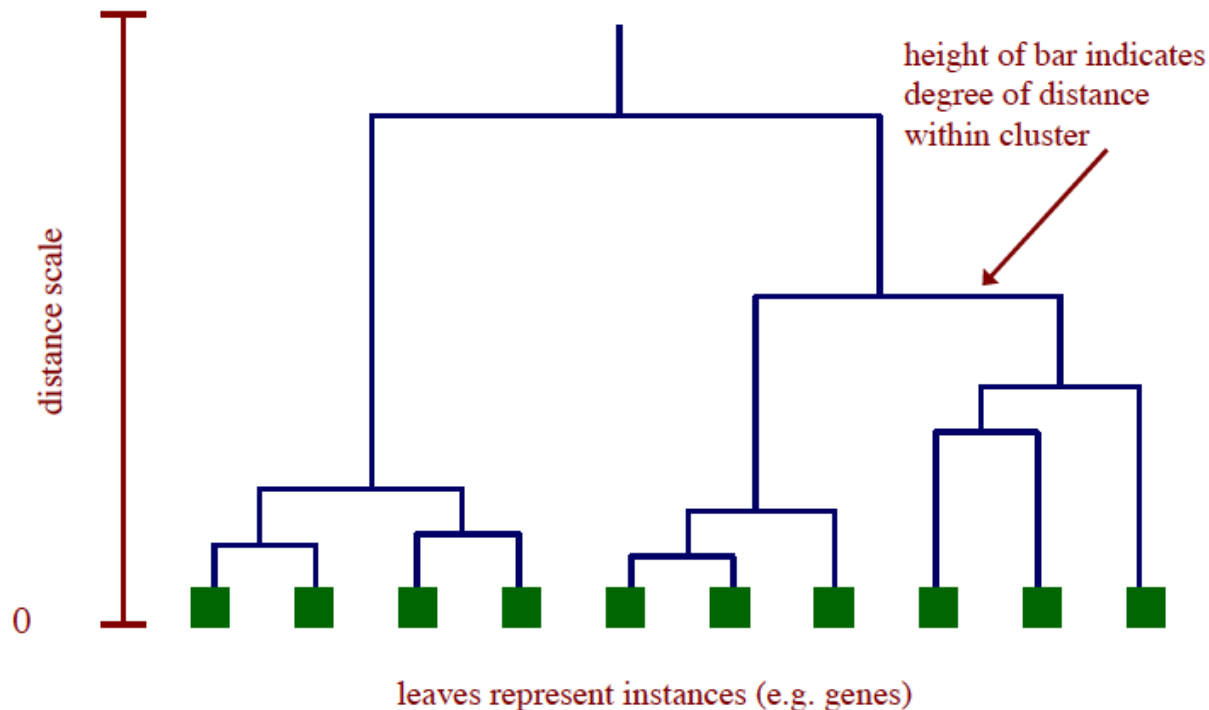 height of bar indicates
degree of distance
within cluster
distance scale
0
leaves represent instances (e.g. genes)